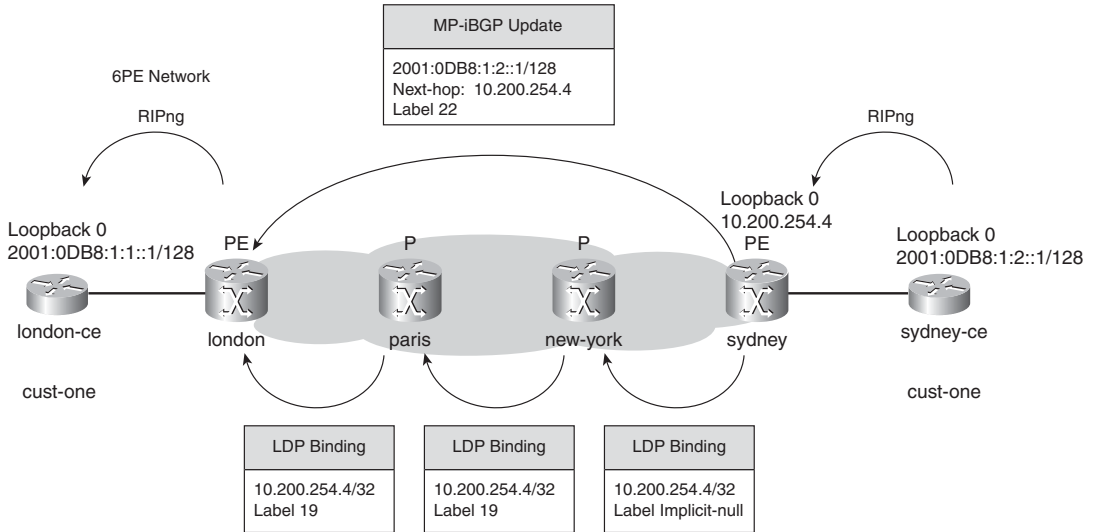 MP-iBGP Update
2001:0DB8:1:2::1/128
Next-hop: 10.200.254.4
Label 22
6PE Network
RIPng
RIPng
Loopback 0
2001:0DB8:1:1::1/128
PE
P
P
Loopback 0
10.200.254.4
PE
Loopback 0
2001:0DB8:1:2::1/128
london-ce
london
paris
new-york
sydney
sydney-ce
cust-one
cust-one
LDP Binding
10.200.254.4/32
Label 19
LDP Binding
10.200.254.4/32
Label 19
LDP Binding
10.200.254.4/32
Label Implicit-null